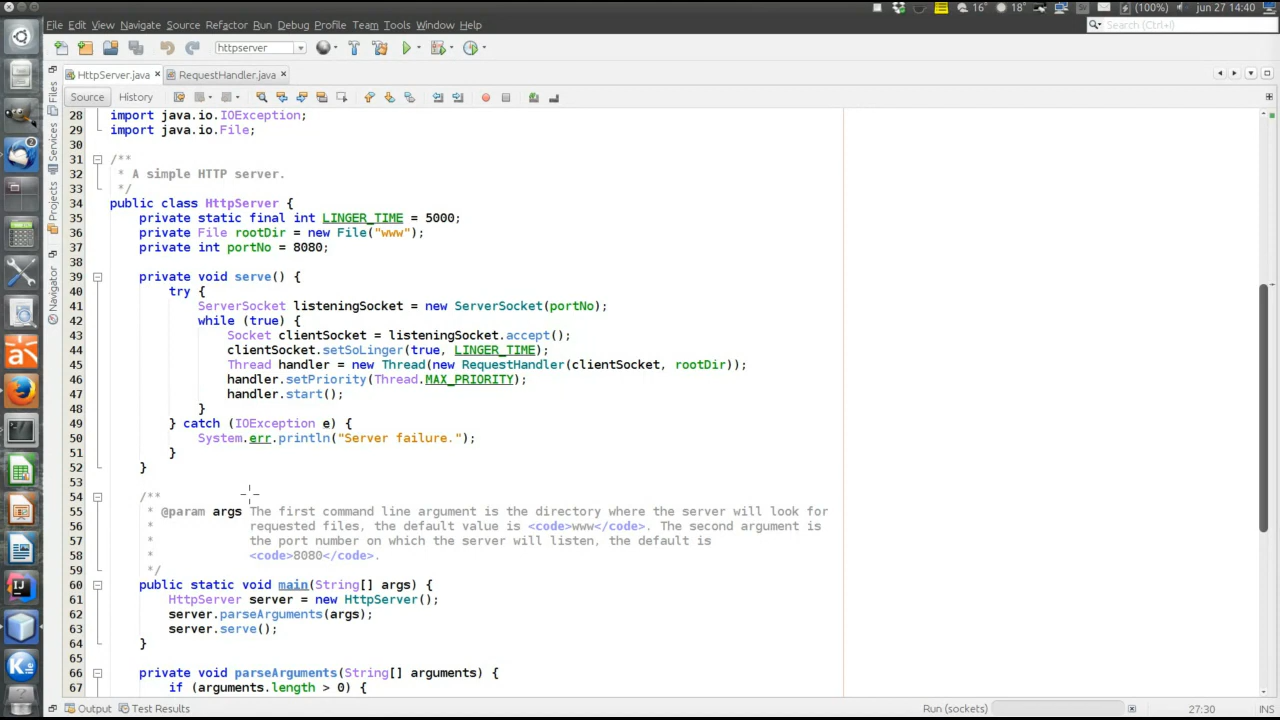 16° 18° (100%) jun 27 14:40
File Edit View Navigate Source Refactor Run Debug Profile Team Tools Window Help
Search (Ctrl+I)
httpserver
HttpServer.java RequestHandler.java
Source History
Files
Services
Projects
Navigator
28 import java.io.IOException;
29 import java.io.File;
30
31 /**
32 * A simple HTTP server.
33 */
34 public class HttpServer {
35 private static final int LINGER_TIME = 5000;
36 private File rootDir = new File("www");
37 private int portNo = 8080;
38
39 private void serve() {
40 try {
41 ServerSocket listeningSocket = new ServerSocket(portNo);
42 while (true) {
43 Socket clientSocket = listeningSocket.accept();
44 clientSocket.setSoLinger(true, LINGER_TIME);
45 Thread handler = new Thread(new RequestHandler(clientSocket, rootDir));
46 handler.setPriority(Thread.MAX_PRIORITY);
47 handler.start();
48 }
49 } catch (IOException e) {
50 System.err.println("Server failure.");
51 }
52 }
53
54 /**
55 * @param args The first command line argument is the directory where the server will look for
56 * requested files, the default value is <code>www</code>. The second argument is
57 * the port number on which the server will listen, the default is
58 * <code>8080</code>.
59 */
60 public static void main(String[] args) {
61 HttpServer server = new HttpServer();
62 server.parseArguments(args);
63 server.serve();
64 }
65
66 private void parseArguments(String[] arguments) {
67 if (arguments.length > 0) {
Output Test Results Run (sockets) 27:30 INS